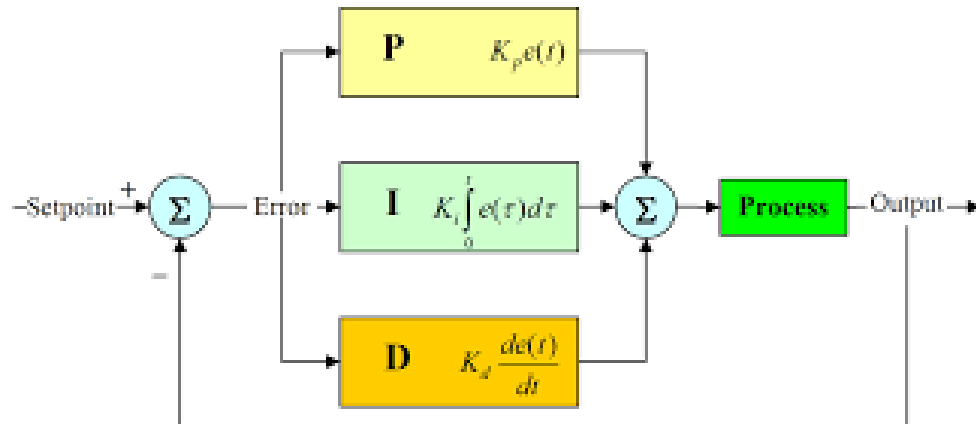 P K_p e(t)
Setpoint + Σ Error I K_i ∫_0^t e(τ)dτ Σ Process Output
−
D K_d de(t)/dt